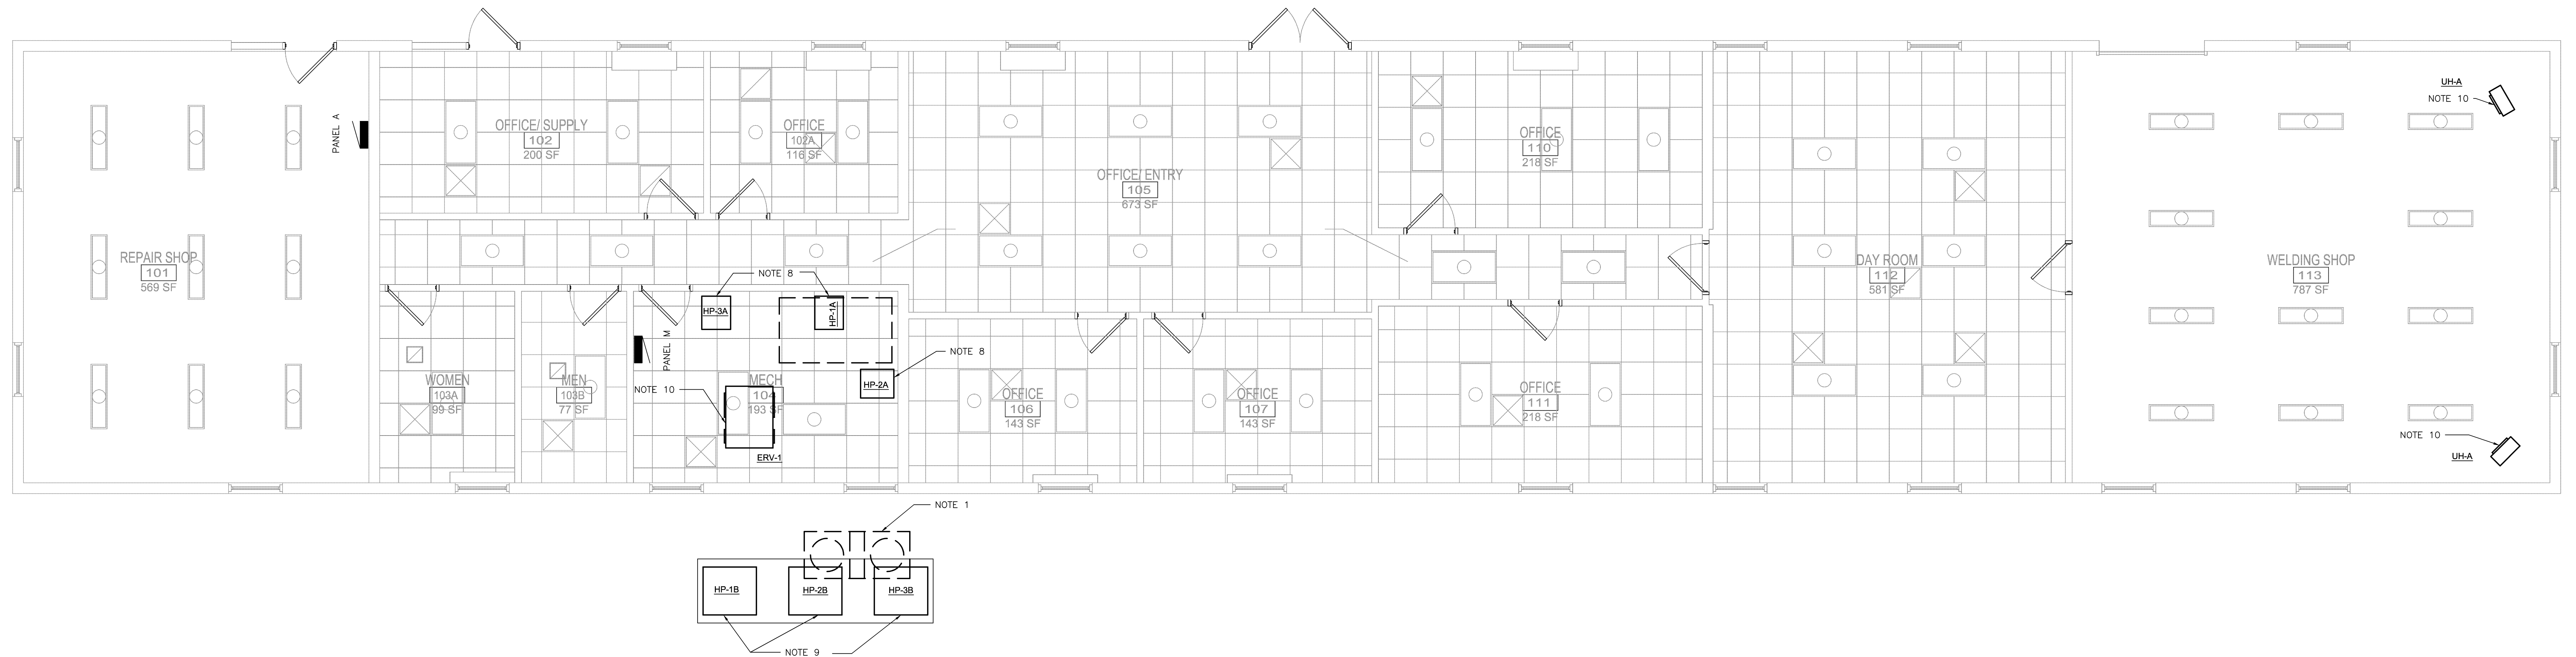 UH-A
NOTE 10
PANEL A
OFFICE/ SUPPLY
102
200 SF
OFFICE
102A
116 SF
OFFICE
110
218 SF
OFFICE/ ENTRY
105
673 SF
REPAIR SHOP
101
569 SF
NOTE 8
HP-3A
HP-1A
DAY ROOM
112
581 SF
WELDING SHOP
113
787 SF
PANEL M
NOTE 8
HP-2A
WOMEN
103A
99 SF
MEN
103B
77 SF
NOTE 10
MECH
104
193 SF
ERV-1
OFFICE
106
143 SF
OFFICE
107
143 SF
OFFICE
111
218 SF
NOTE 10
UH-A
NOTE 1
HP-1B
HP-2B
HP-3B
NOTE 9